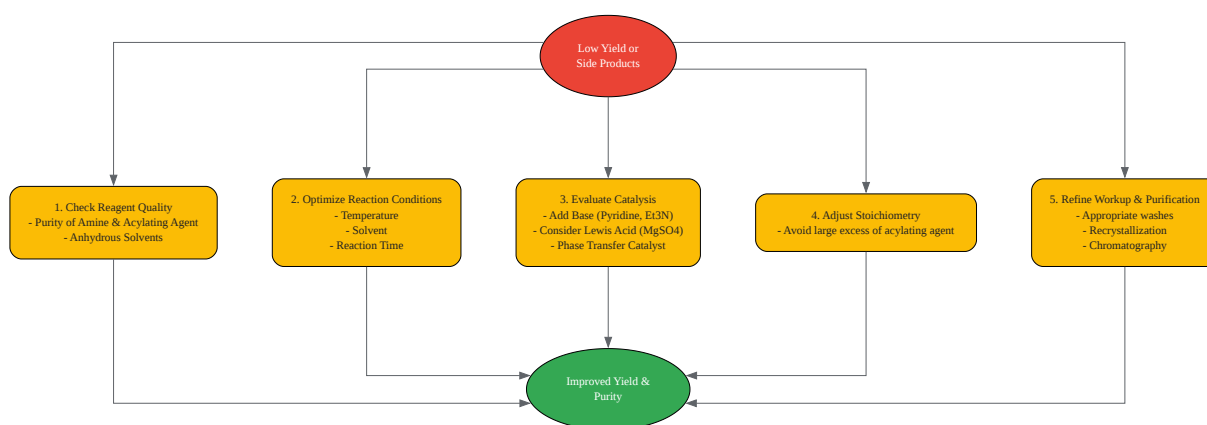 Low Yield or
Side Products
1. Check Reagent Quality
- Purity of Amine & Acylating Agent
- Anhydrous Solvents
2. Optimize Reaction Conditions
- Temperature
- Solvent
- Reaction Time
3. Evaluate Catalysis
- Add Base (Pyridine, Et3N)
- Consider Lewis Acid (MgSO4)
- Phase Transfer Catalyst
4. Adjust Stoichiometry
- Avoid large excess of acylating agent
5. Refine Workup & Purification
- Appropriate washes
- Recrystallization
- Chromatography
Improved Yield &
Purity